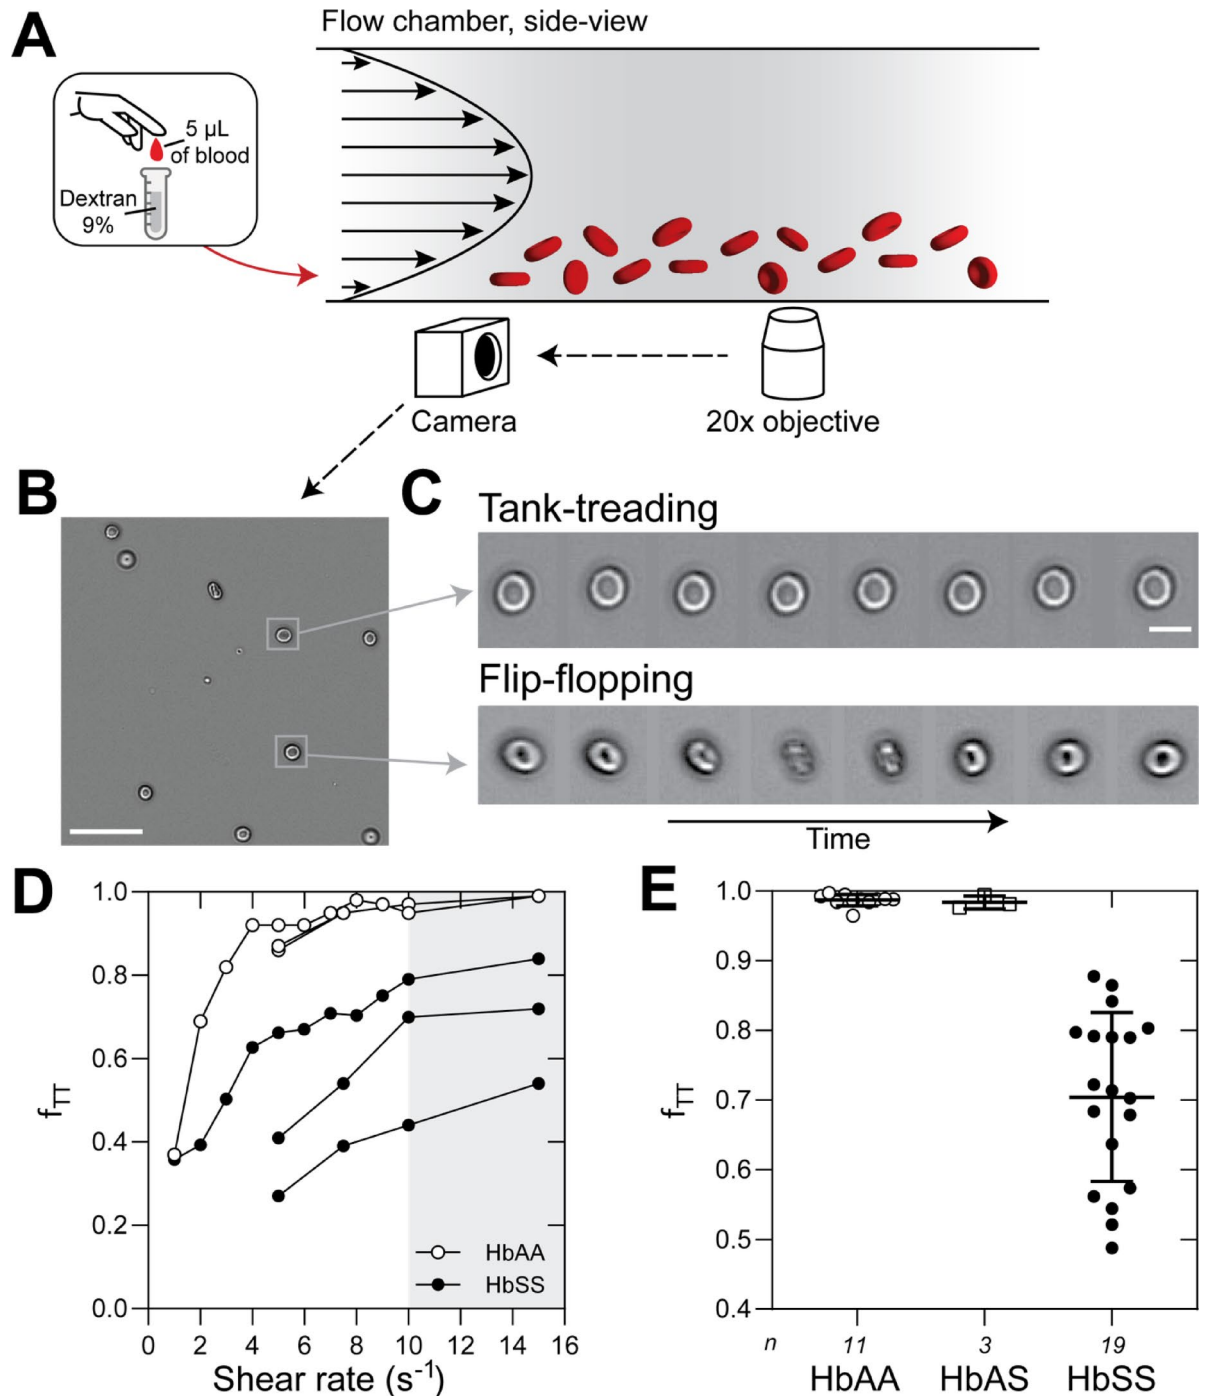 A
Flow chamber, side-view
5 µL
of blood
Dextran
9%
Camera
20x objective
B
C
Tank-treading
Flip-flopping
Time
D
1.0
0.8
0.6
0.4
0.2
0.0
fTT
HbAA
HbSS
0 2 4 6 8 10 12 14 16
Shear rate (s-1)
E
1.0
0.9
0.8
0.7
0.6
0.5
0.4
fTT
n 11 3 19
HbAA HbAS HbSS